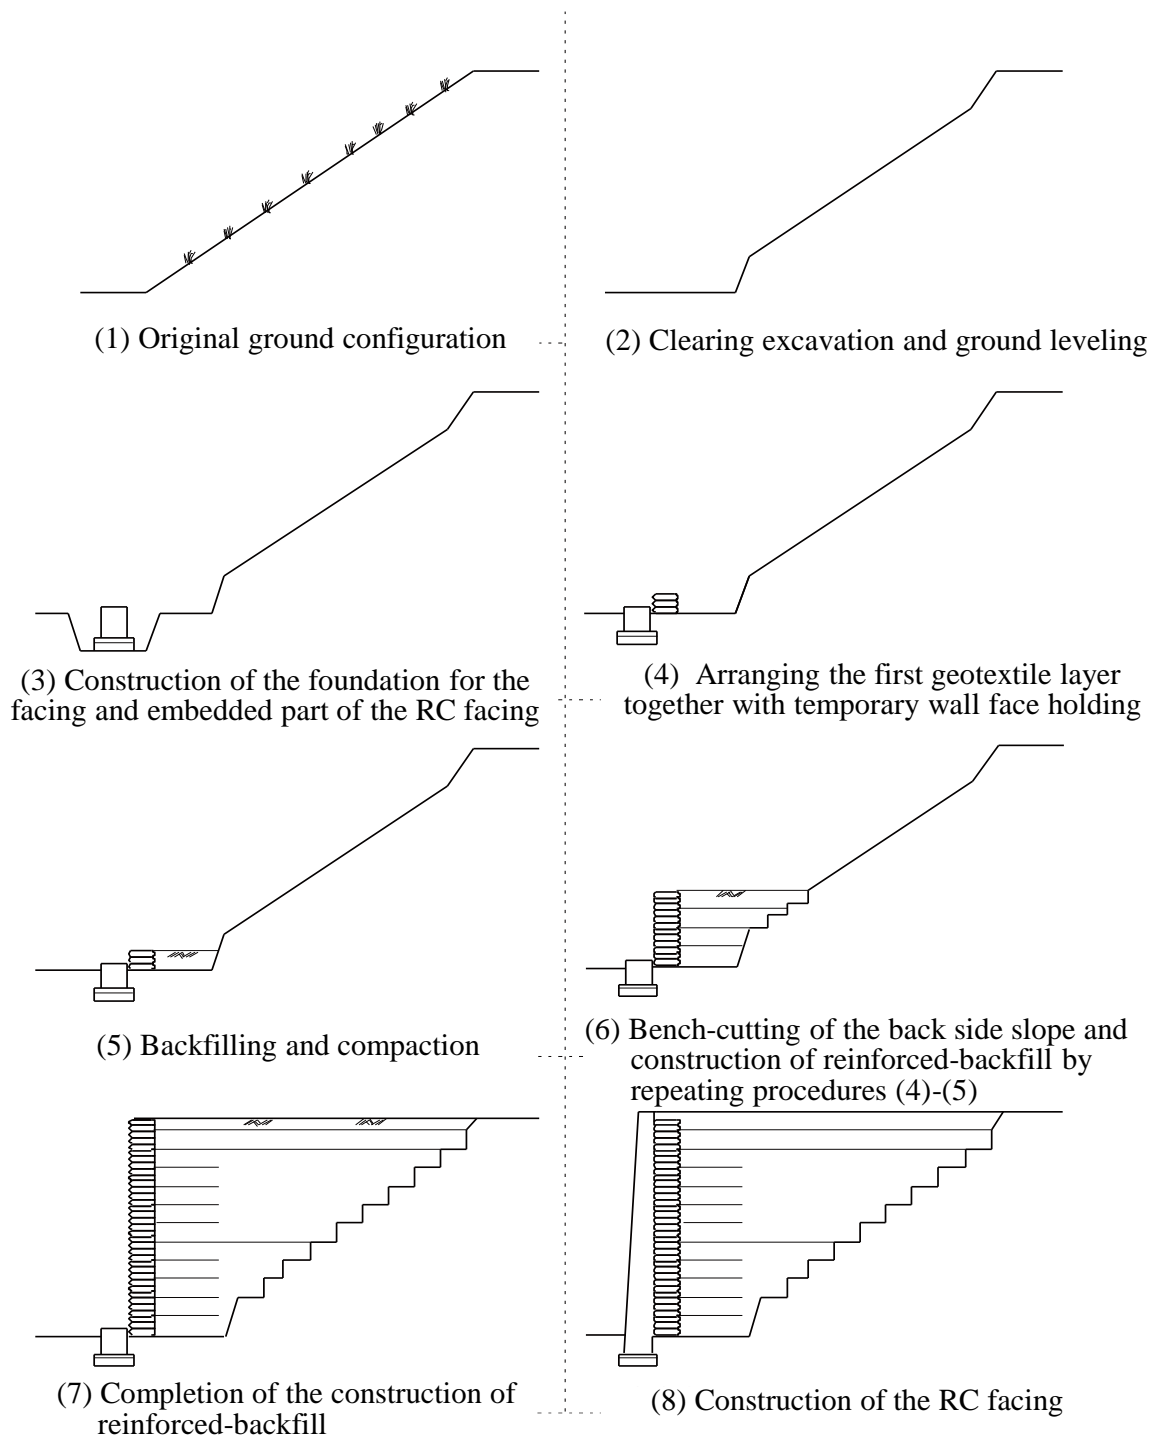 (1) Original ground configuration
(2) Clearing excavation and ground leveling
(3) Construction of the foundation for the
facing and embedded part of the RC facing
(4) Arranging the first geotextile layer
together with temporary wall face holding
(5) Backfilling and compaction
(6) Bench-cutting of the back side slope and
construction of reinforced-backfill by
repeating procedures (4)-(5)
(7) Completion of the construction of
reinforced-backfill
(8) Construction of the RC facing